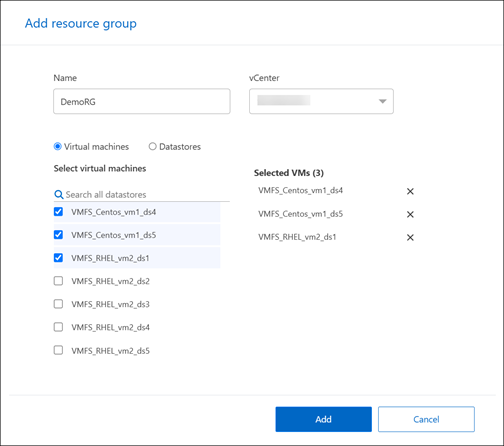 Add resource group
Name
vCenter
DemoRG
Virtual machines
Datastores
Select virtual machines
Selected VMs (3)
Search all datastores
VMFS_Centos_vm1_ds4
VMFS_Centos_vm1_ds5
VMFS_RHEL_vm2_ds1
VMFS_RHEL_vm2_ds2
VMFS_RHEL_vm2_ds3
VMFS_RHEL_vm2_ds4
VMFS_RHEL_vm2_ds5
VMFS_Centos_vm1_ds4
VMFS_Centos_vm1_ds5
VMFS_RHEL_vm2_ds1
Add
Cancel